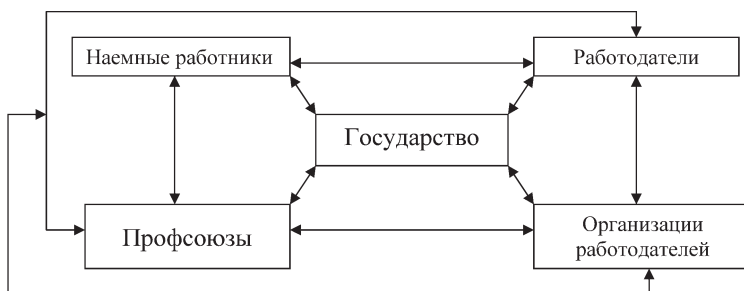 Наемные работники
Работодатели
Государство
Профсоюзы
Организации
работодателей